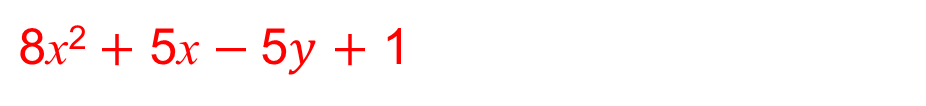 8x² + 5x − 5y + 1